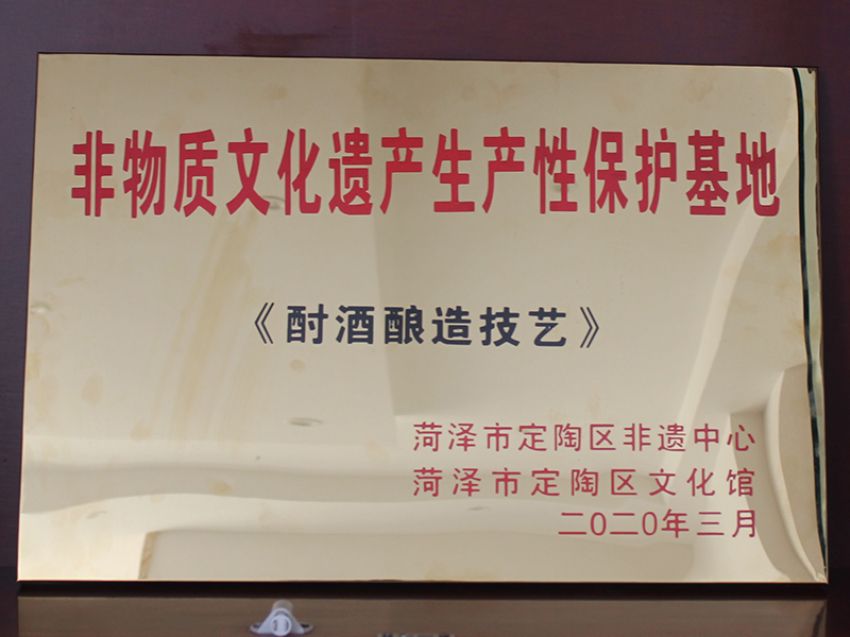 非物质文化遗产生产性保护基地
《酎酒酿造技艺》
菏泽市定陶区非遗中心
菏泽市定陶区文化馆
二〇二〇年三月